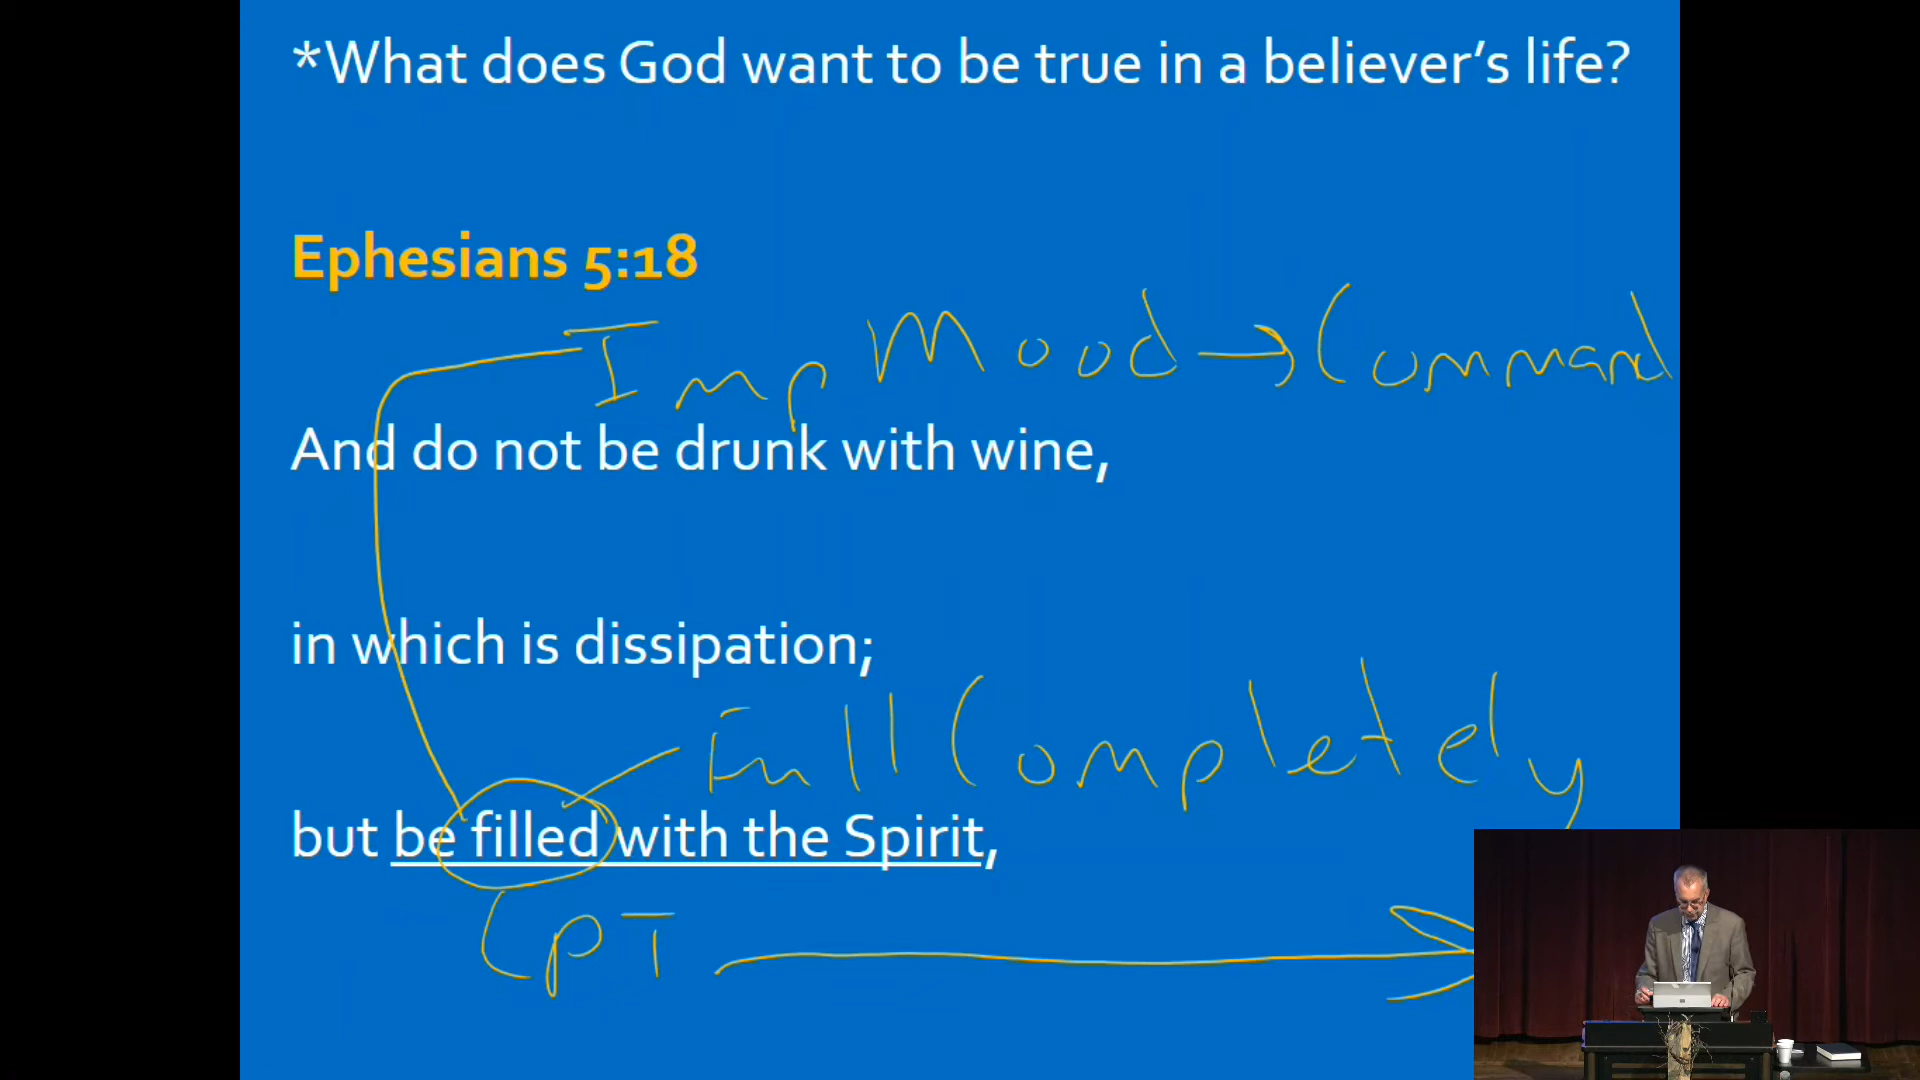 *What does God want to be true in a believer's life?
Ephesians 5:18
Imp Mood → Command
And do not be drunk with wine,
in which is dissipation;
Full Completely
but be filled with the Spirit,
PT